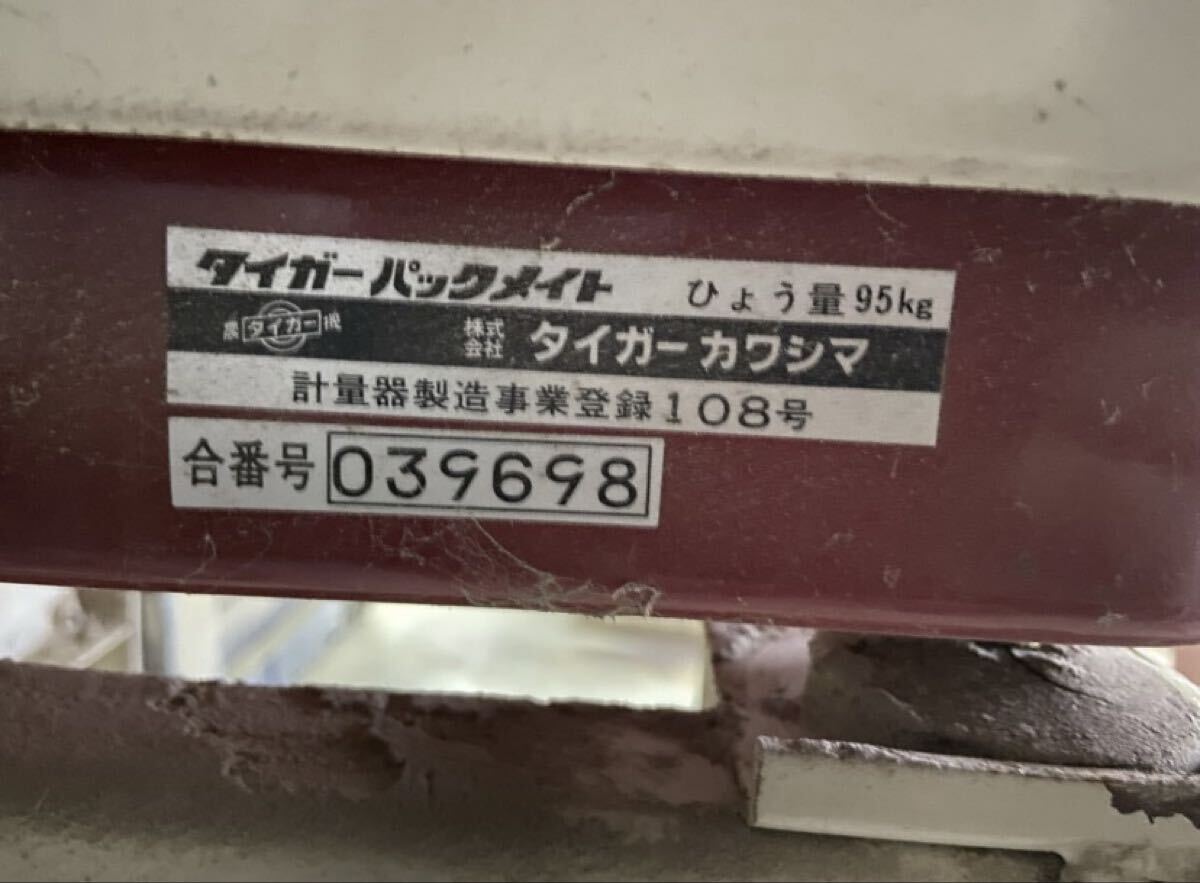 タイガーパックメイト ひょう量95kg
農タイガー機 株式会社 タイガーカワシマ
計量器製造事業登録108号
合番号 039698